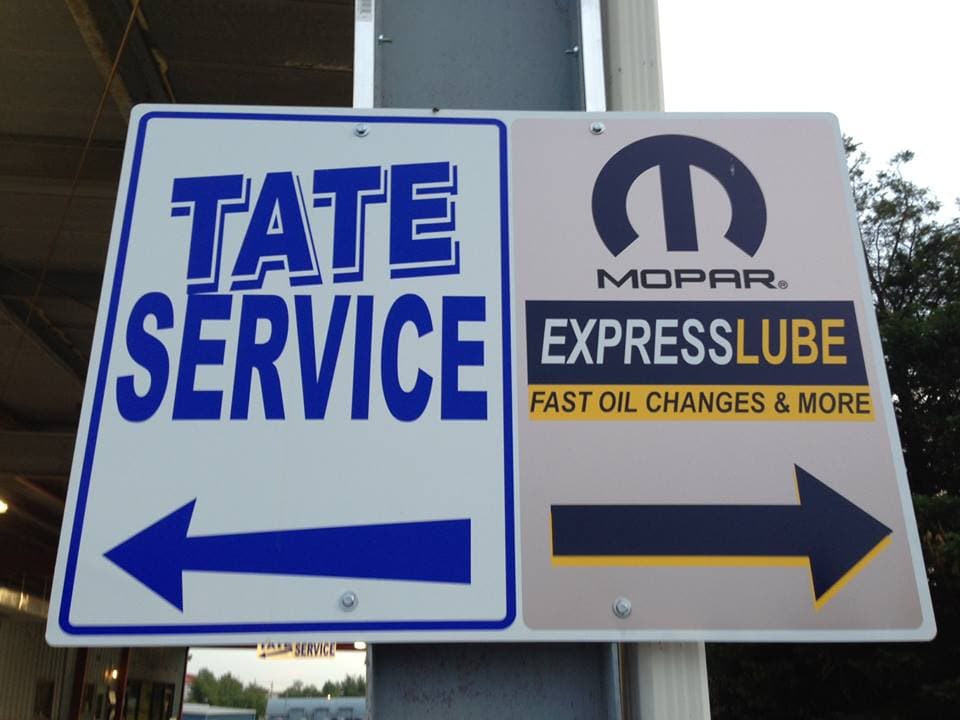 TATE
SERVICE
MOPAR®
EXPRESSLUBE
FAST OIL CHANGES & MORE
TATE SERVICE